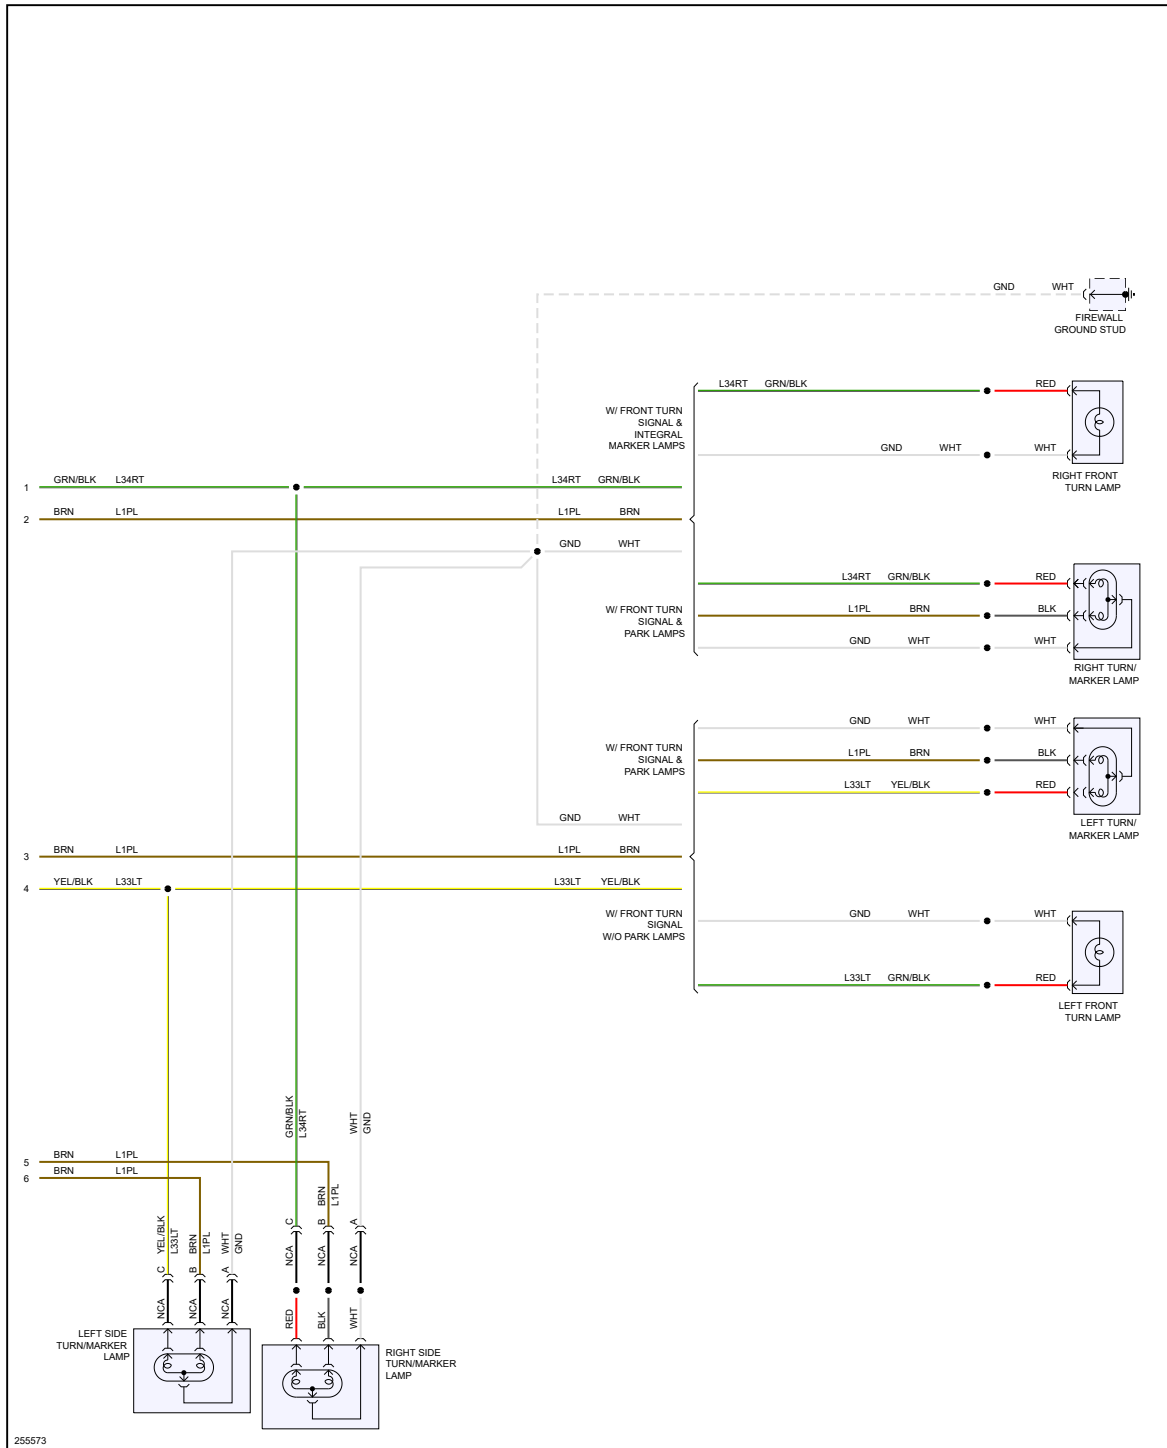 GND WHT
FIREWALL
GROUND STUD
L34RT GRN/BLK RED
W/ FRONT TURN
SIGNAL &
INTEGRAL
MARKER LAMPS
GND WHT WHT
RIGHT FRONT
TURN LAMP
1 GRN/BLK L34RT L34RT GRN/BLK
2 BRN L1PL L1PL BRN
GND WHT
L34RT GRN/BLK RED
W/ FRONT TURN
SIGNAL &
PARK LAMPS
L1PL BRN BLK
GND WHT WHT
RIGHT TURN/
MARKER LAMP
GND WHT WHT
W/ FRONT TURN
SIGNAL &
PARK LAMPS
L1PL BRN BLK
L33LT YEL/BLK RED
LEFT TURN/
MARKER LAMP
GND WHT
3 BRN L1PL L1PL BRN
4 YEL/BLK L33LT L33LT YEL/BLK
W/ FRONT TURN
SIGNAL
W/O PARK LAMPS
GND WHT WHT
L33LT GRN/BLK RED
LEFT FRONT
TURN LAMP
GRN/BLK
L34RT
WHT
GND
5 BRN L1PL
6 BRN L1PL
BRN
L1PL
YEL/BLK
L33LT
BRN
L1PL
WHT
GND
C B A
NCA NCA NCA
C B A
NCA NCA NCA
RED BLK WHT
LEFT SIDE
TURN/MARKER
LAMP
RIGHT SIDE
TURN/MARKER
LAMP
255573